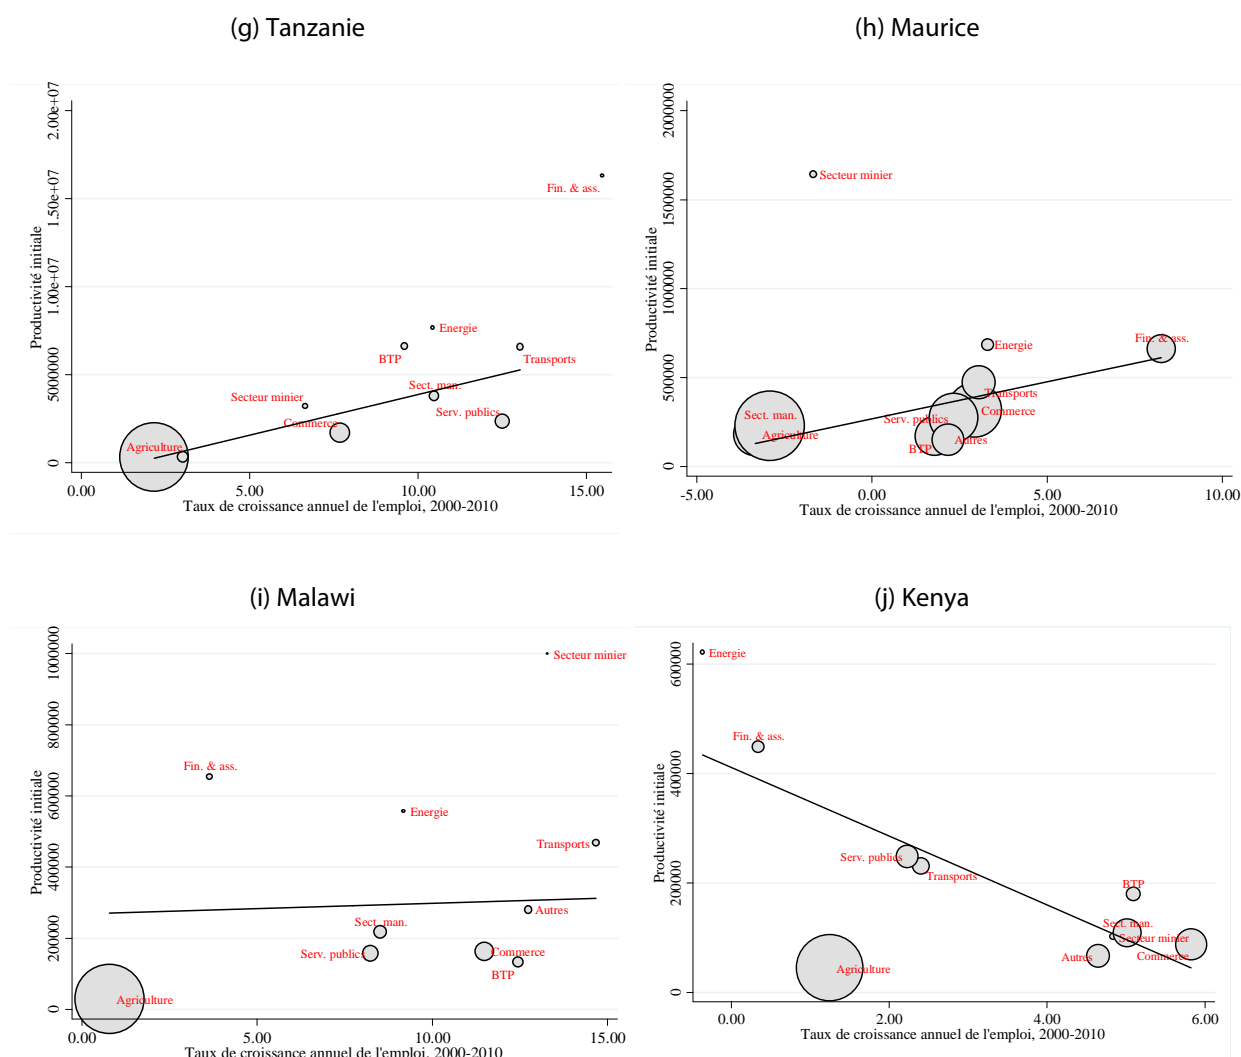 (g) Tanzanie
Productivité initiale
2.00e+07
1.50e+07
1.00e+07
5000000
0
Fin. & ass.
Energie
BTP
Transports
Sect. man.
Secteur minier
Serv. publics
Commerce
Agriculture
0.00 5.00 10.00 15.00
Taux de croissance annuel de l'emploi, 2000-2010
(h) Maurice
Productivité initiale
2000000
1500000
1000000
500000
0
Secteur minier
Fin. & ass.
Energie
Transports
Commerce
Sect. man.
Serv. publics
Agriculture
Autres
BTP
-5.00 0.00 5.00 10.00
Taux de croissance annuel de l'emploi, 2000-2010
(i) Malawi
Productivité initiale
1000000
800000
600000
400000
200000
0
Secteur minier
Fin. & ass.
Energie
Transports
Autres
Sect. man.
Serv. publics
Commerce
BTP
Agriculture
0.00 5.00 10.00 15.00
Taux de croissance annuel de l'emploi, 2000-2010
(j) Kenya
Productivité initiale
600000
400000
200000
0
Energie
Fin. & ass.
Serv. publics
Transports
BTP
Sect. man.
Secteur minier
Autres
Commerce
Agriculture
0.00 2.00 4.00 6.00
Taux de croissance annuel de l'emploi, 2000-2010